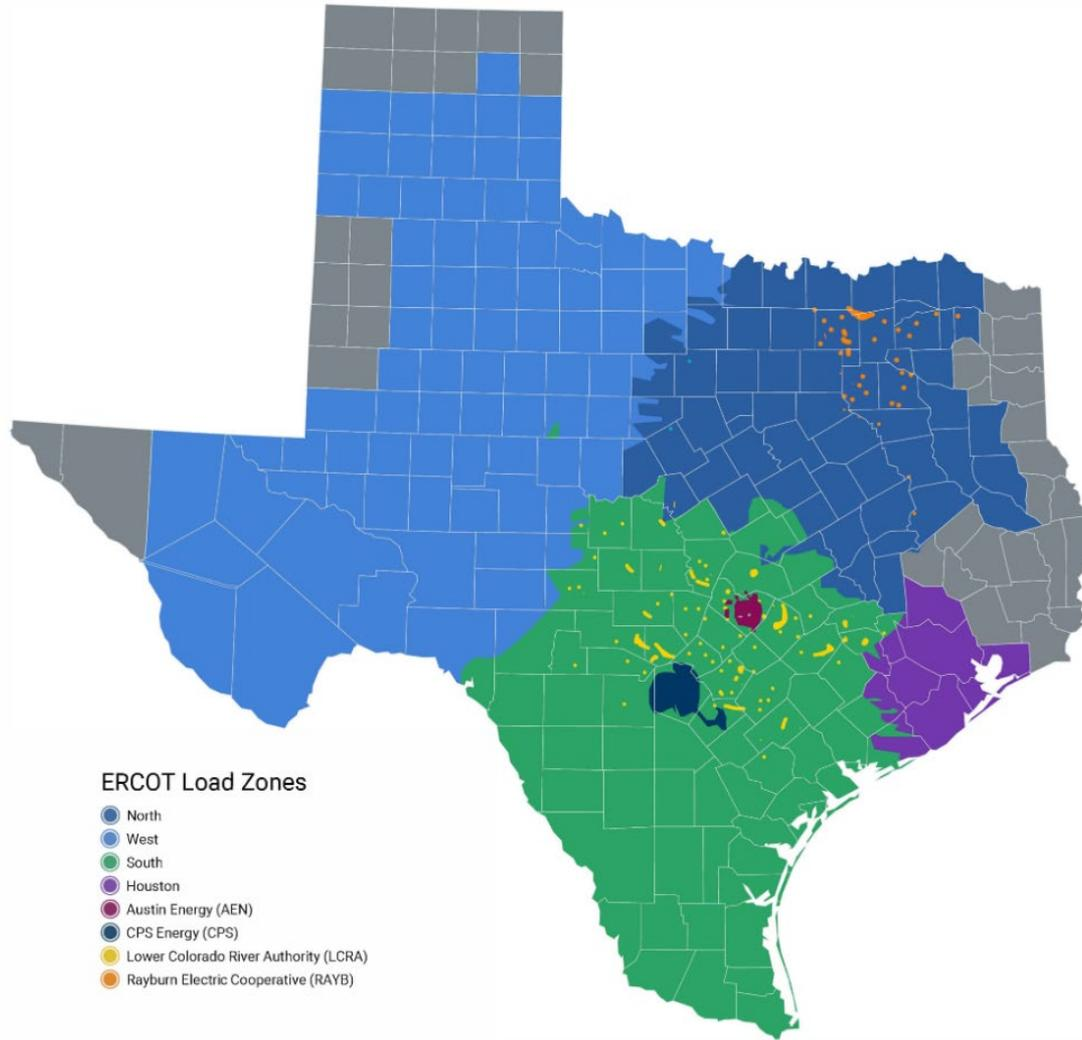 ERCOT Load Zones
North
West
South
Houston
Austin Energy (AEN)
CPS Energy (CPS)
Lower Colorado River Authority (LCRA)
Rayburn Electric Cooperative (RAYB)